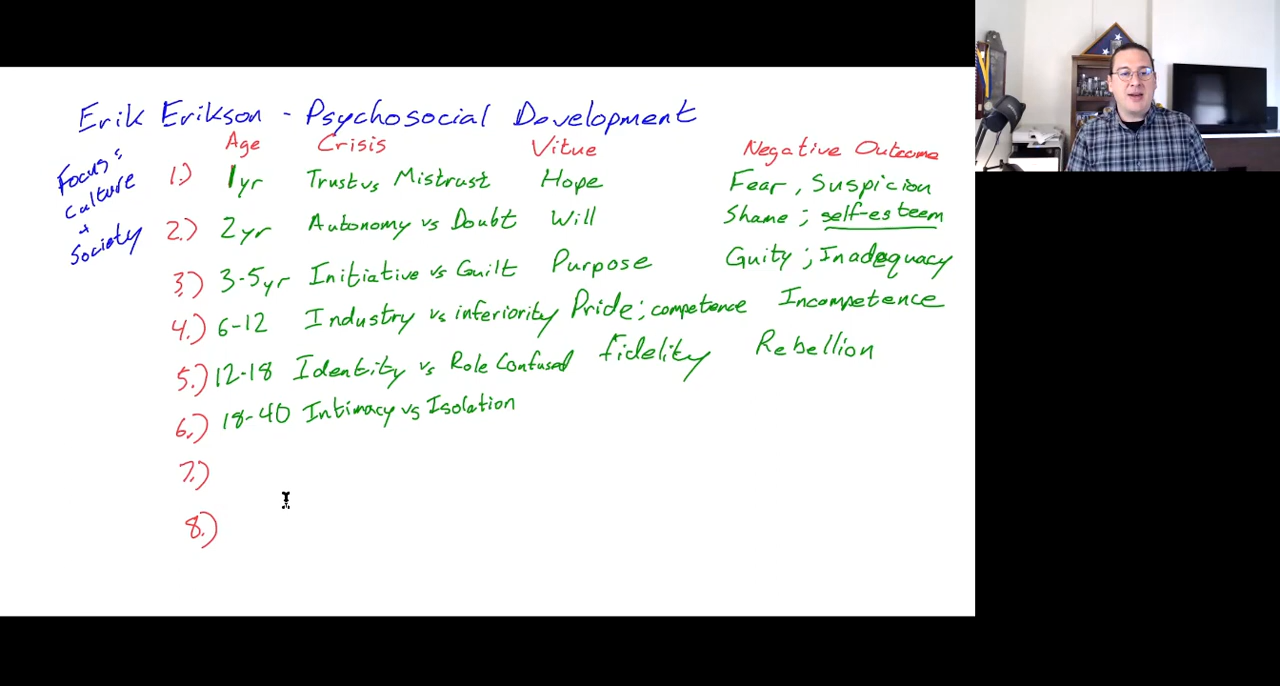 Erik Erikson - Psychosocial Development
Focus:
Culture
+
Society
Age Crisis Vitue Negative Outcome
1.) 1yr Trust vs Mistrust Hope Fear, Suspicion
2.) 2yr Autonomy vs Doubt Will Shame; self-esteem
3.) 3-5yr Initiative vs Guilt Purpose Guity; Inadequacy
4.) 6-12 Industry vs inferiority Pride; competence Incompetence
5.) 12-18 Identity vs Role Confused fidelity Rebellion
6.) 18-40 Intimacy vs Isolation
7.)
8.)